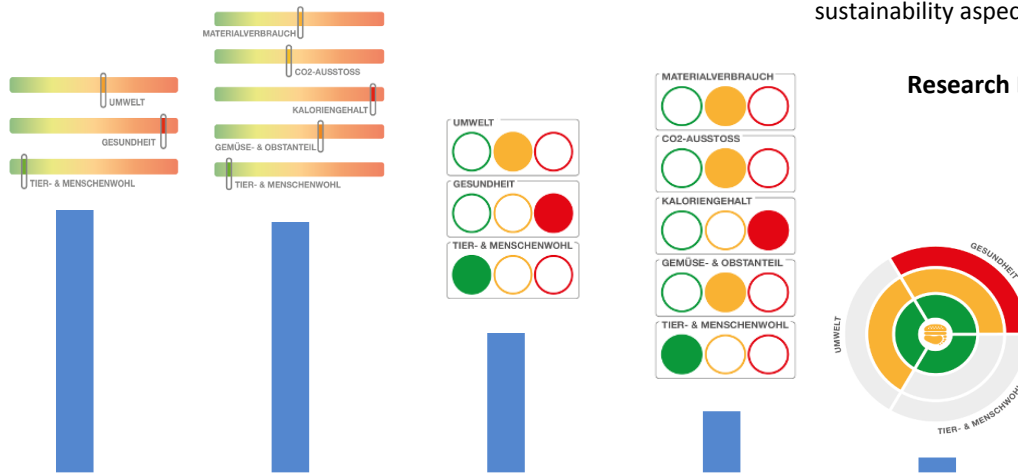 sustainability aspec
Research
MATERIALVERBRAUCH
CO2-AUSSTOSS
KALORIENGEHALT
GEMÜSE- & OBSTANTEIL
TIER- & MENSCHENWOHL
UMWELT
GESUNDHEIT
TIER- & MENSCHENWOHL
UMWELT
GESUNDHEIT
TIER- & MENSCHENWOHL
MATERIALVERBRAUCH
CO2-AUSSTOSS
KALORIENGEHALT
GEMÜSE- & OBSTANTEIL
TIER- & MENSCHENWOHL
GESUNDHEIT
UMWELT
TIER- & MENSCHWOHL